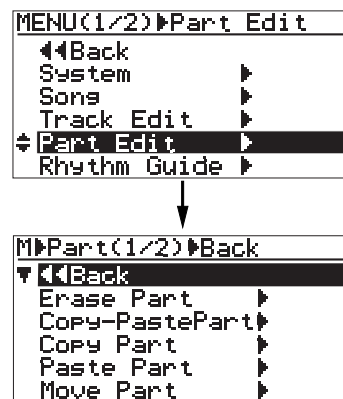 MENU(1/2)▶Part Edit
◀◀Back
System ▶
Song ▶
Track Edit ▶
Part Edit ▶
Rhythm Guide ▶
M▶Part(1/2)▶Back
◀◀Back
Erase Part ▶
Copy-PastePart▶
Copy Part ▶
Paste Part ▶
Move Part ▶